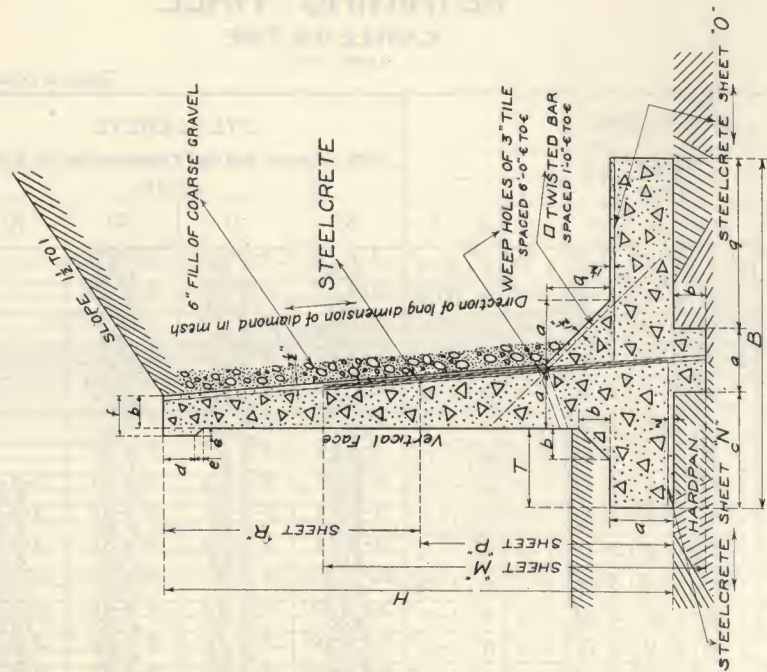 SLOPE 1½ TO 1
6" FILL OF COARSE GRAVEL
STEELCRETE
Direction of long dimension of diamond in mesh
WEEP HOLES OF 3" TILE
SPACED 6'-0" ¢ TO ¢
□ TWISTED BAR
SPACED 1'-0" ¢ TO ¢
f
b
d
e
e
Vertical Face
SHEET "R"
SHEET "P"
SHEET "M"
H
T
b
b
a
a
a
b
HARDPAN
c
a
g
B
STEELCRETE SHEET "N"
STEELCRETE SHEET "O"